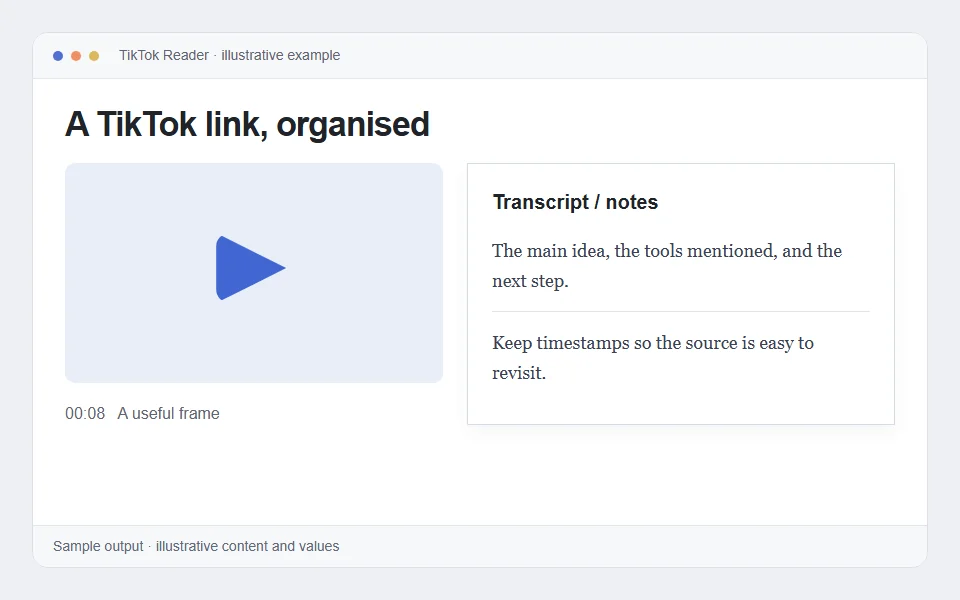 TikTok Reader · illustrative example
A TikTok link, organised
00:08 A useful frame
Transcript / notes
The main idea, the tools mentioned, and the
next step.
Keep timestamps so the source is easy to
revisit.
Sample output · illustrative content and values